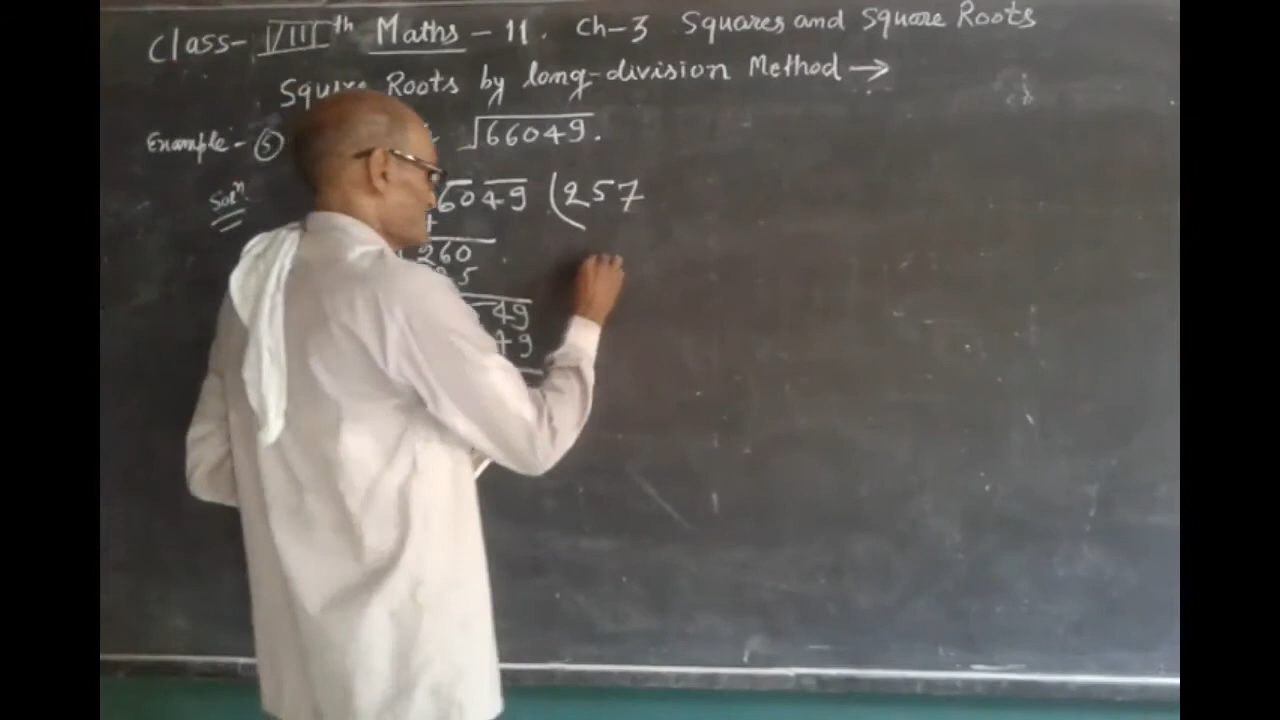 Class- VIIIth Maths - 11. Ch-3 Squares and Square Roots
Square Roots by long-division Method →
Example - 5 √66049.
Solⁿ 6049 (257
260
25
49
49